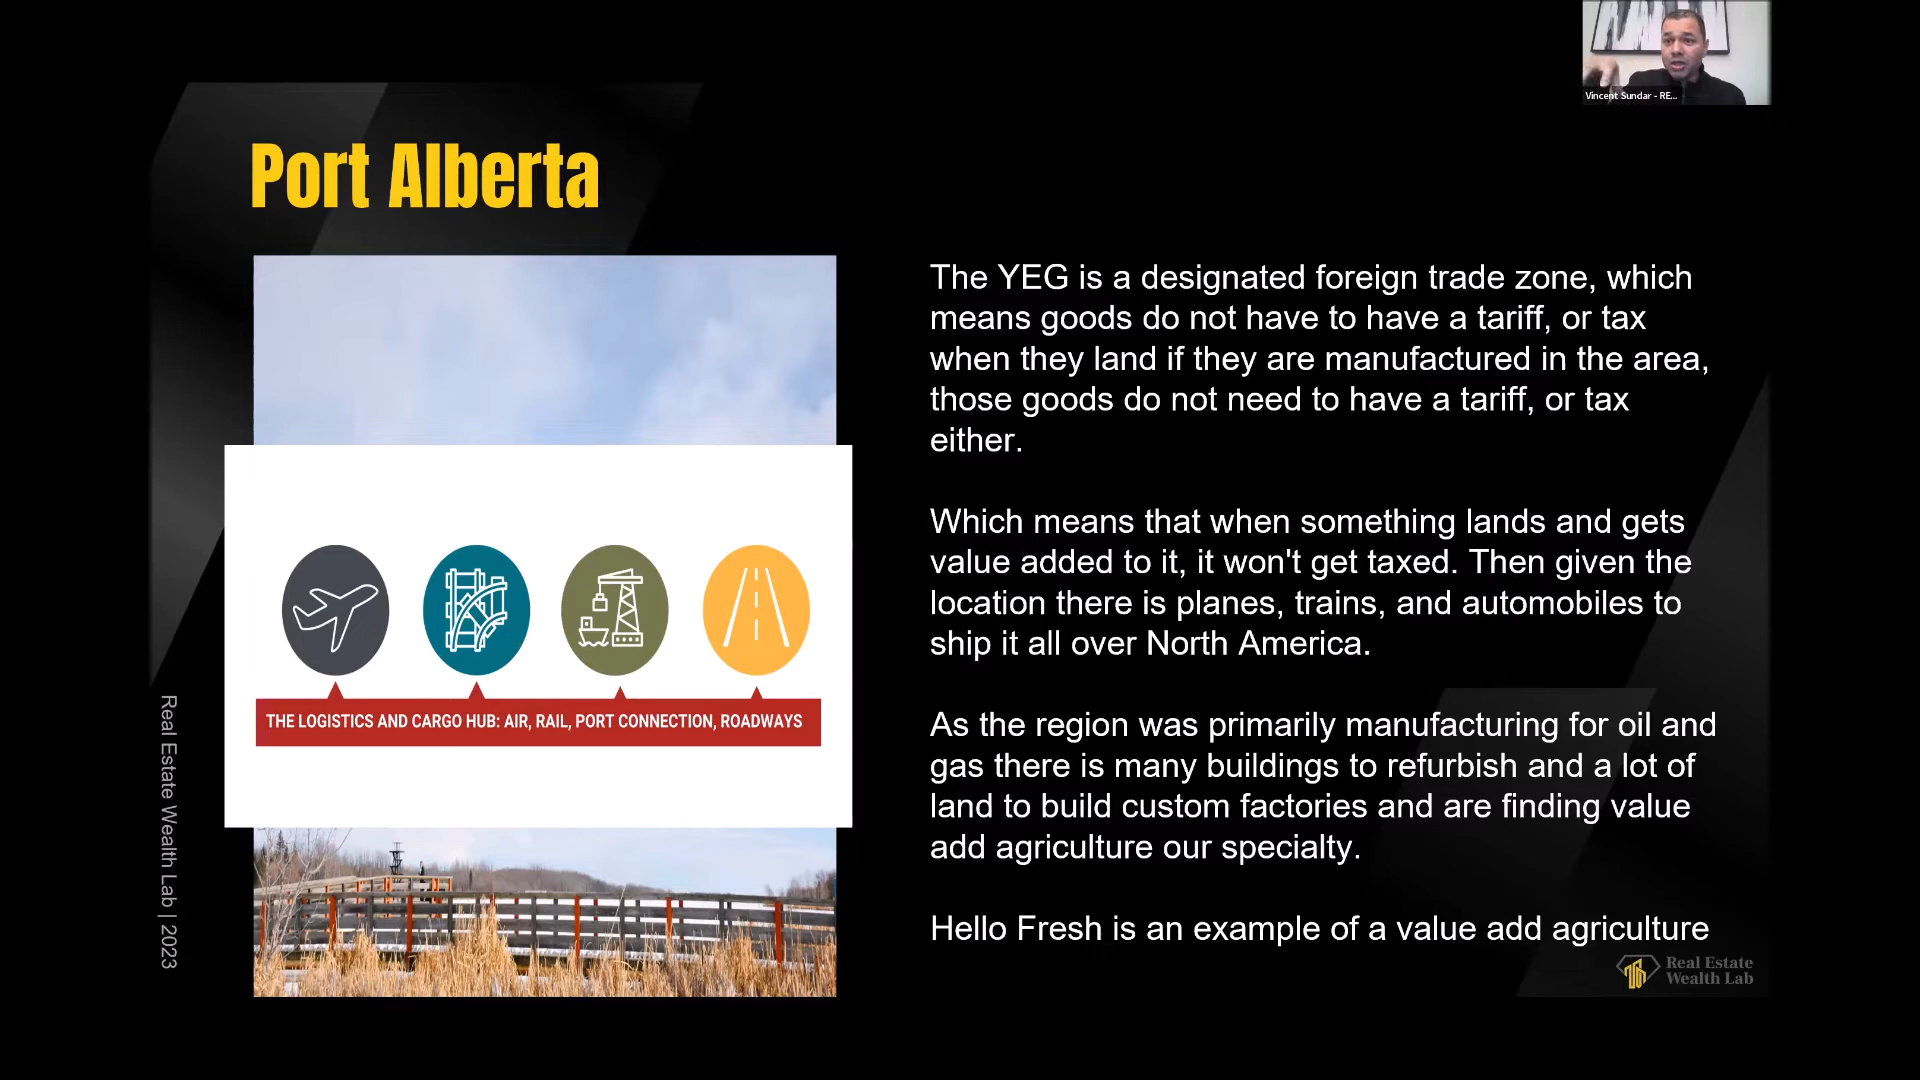 Vincent Sundar - RE...
Port Alberta
The YEG is a designated foreign trade zone, which
means goods do not have to have a tariff, or tax
when they land if they are manufactured in the area,
those goods do not need to have a tariff, or tax
either.
Which means that when something lands and gets
value added to it, it won't get taxed. Then given the
location there is planes, trains, and automobiles to
ship it all over North America.
As the region was primarily manufacturing for oil and
gas there is many buildings to refurbish and a lot of
land to build custom factories and are finding value
add agriculture our specialty.
Hello Fresh is an example of a value add agriculture
THE LOGISTICS AND CARGO HUB: AIR, RAIL, PORT CONNECTION, ROADWAYS
Real Estate Wealth Lab | 2023
Real Estate
Wealth Lab